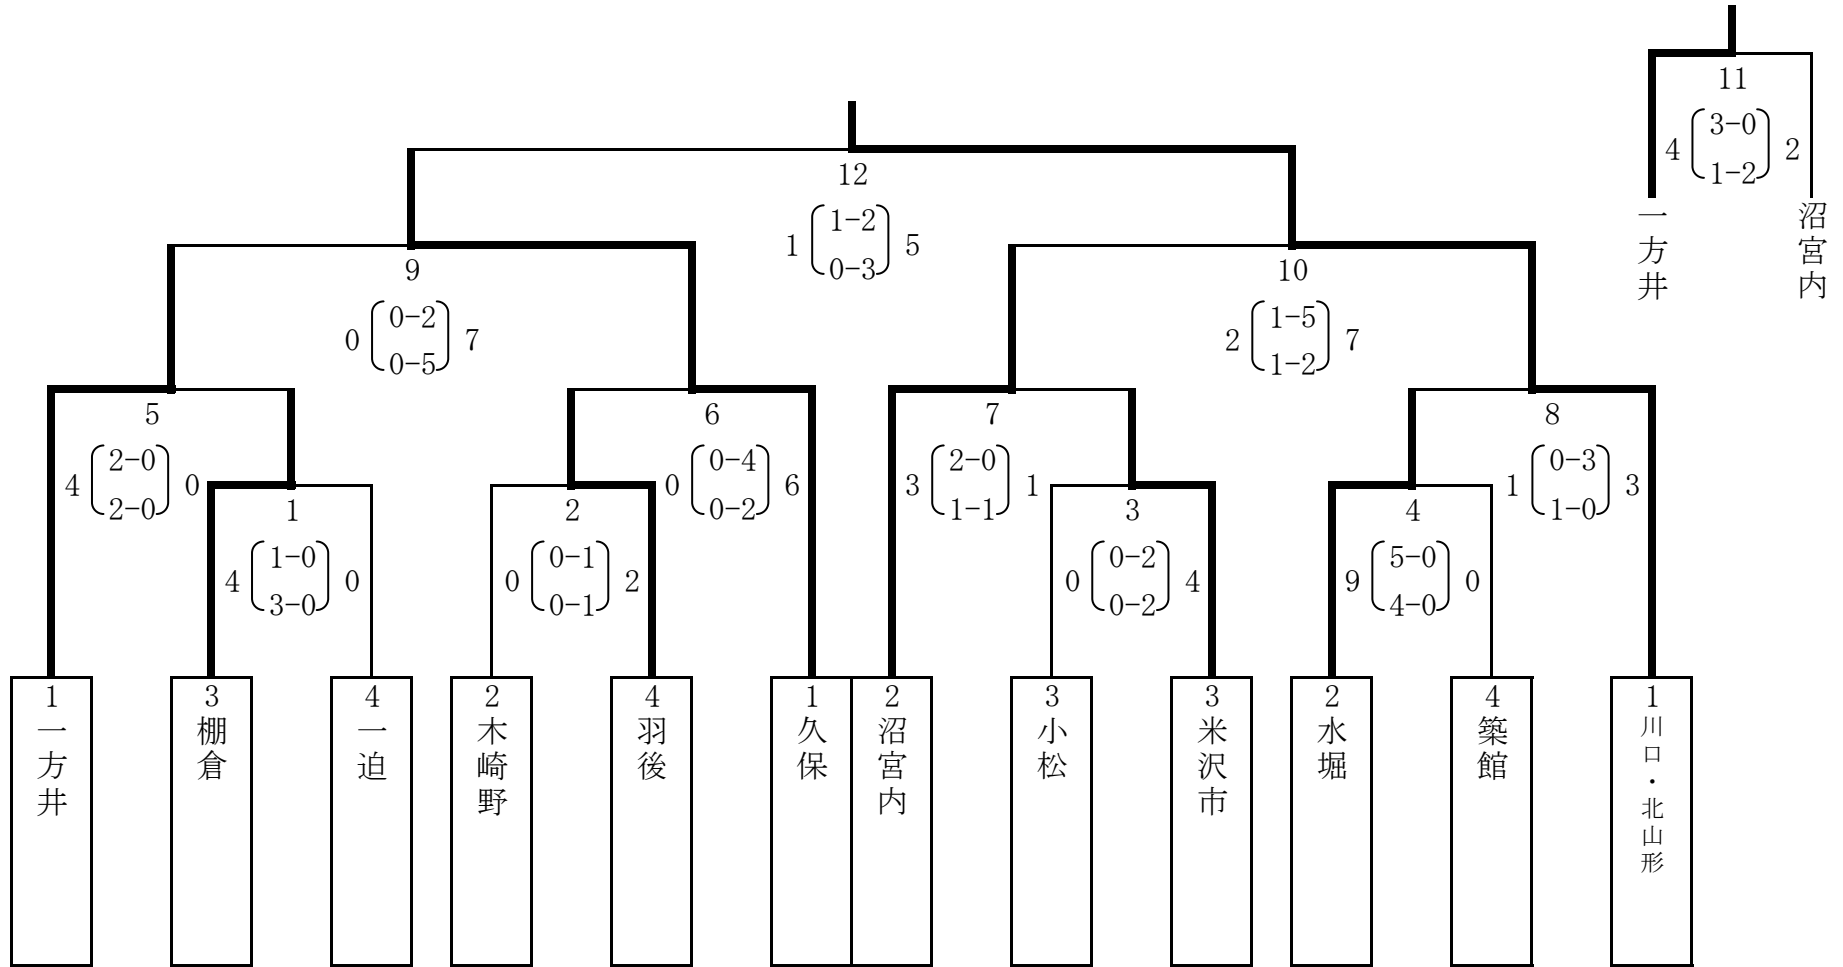 11
4 3-0 2
1-2
一方井
沼宮内
12
1 1-2 5
0-3
9
0 0-2 7
0-5
10
2 1-5 7
1-2
5
4 2-0 0
2-0
6
0 0-4 6
0-2
7
3 2-0 1
1-1
8
1 0-3 3
1-0
1
4 1-0 0
3-0
2
0 0-1 2
0-1
3
0 0-2 4
0-2
4
9 5-0 0
4-0
1
一方井
3
棚倉
4
一迫
2
木崎野
4
羽後
1
久保
2
沼宮内
3
小松
3
米沢市
2
水堀
4
築館
1
川口・北山形